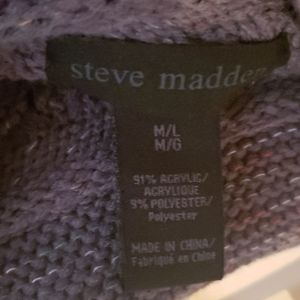 steve madden
M/L
M/G
91% ACRYLIC/
ACRYLIQUE
9% POLYESTER/
Polyester
MADE IN CHINA/
Fabriqué en Chine